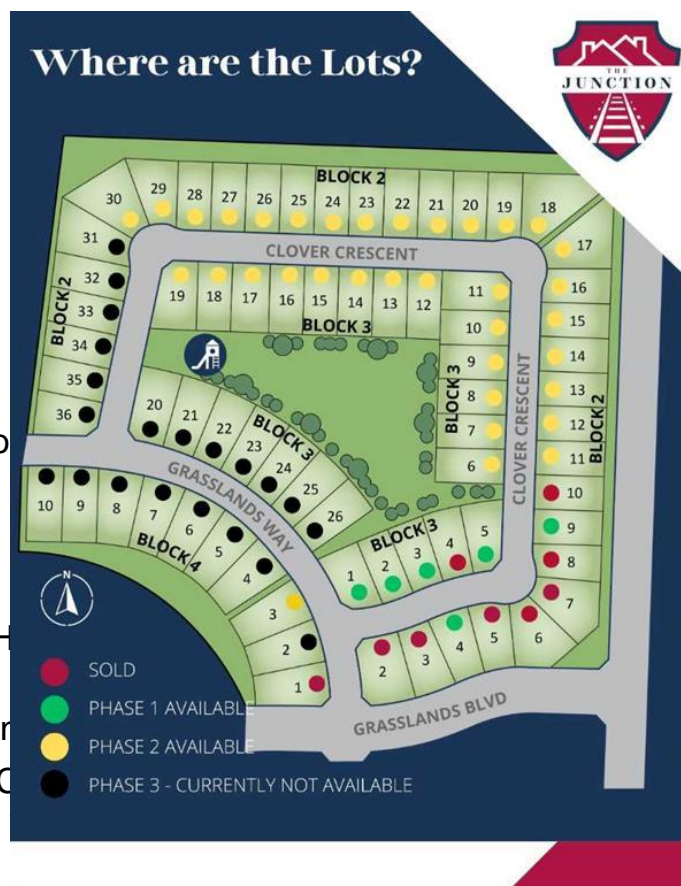 Where are the Lots?
THE
JUNCTION
BLOCK 2
30 29 28 27 26 25 24 23 22 21 20 19 18
17
31
CLOVER CRESCENT
32
16
19 18 17 16 15 14 13 12
11
BLOCK 2
33
BLOCK 3
10
15
34
9
14
35
BLOCK 3
8
CLOVER CRESCENT
13
BLOCK 2
36
20 21 22 23 24 25 26
BLOCK 3
7
12
6
11
GRASSLANDS WAY
10
10 9 8 7 6 5 4
BLOCK 4
BLOCK 3
1 2 3 4 5
9
8
N
7
3
2
1
2 3 4 5 6
GRASSLANDS BLVD
SOLD
PHASE 1 AVAILABLE
PHASE 2 AVAILABLE
PHASE 3 - CURRENTLY NOT AVAILABLE